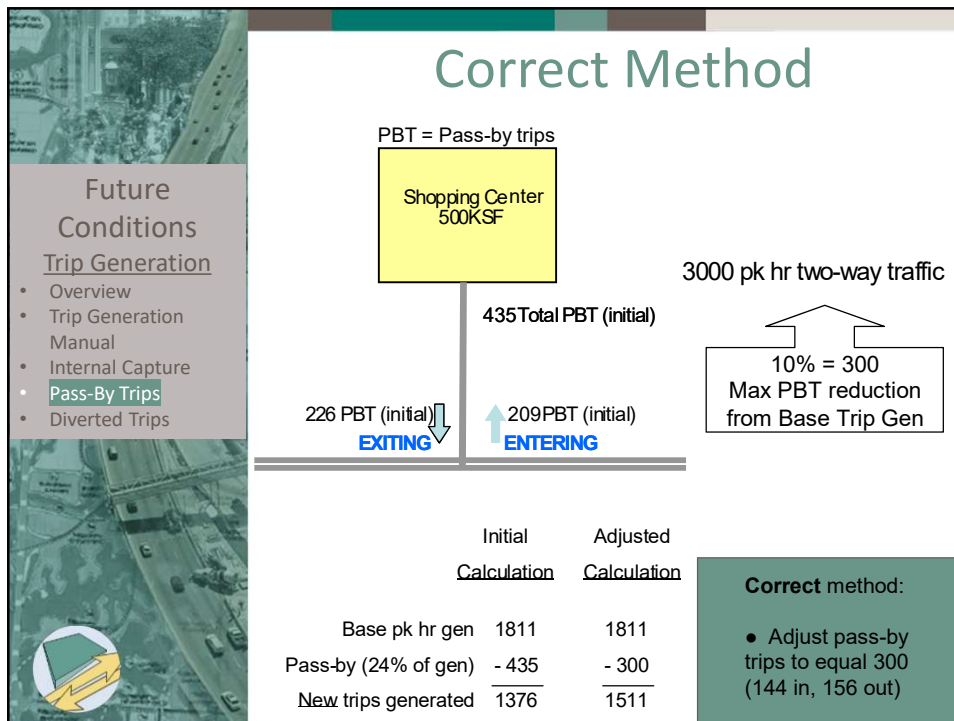 Correct Method
Future
Conditions
Trip Generation
• Overview
• Trip Generation
Manual
• Internal Capture
• Pass-By Trips
• Diverted Trips
PBT = Pass-by trips
Shopping Center
500KSF
435 Total PBT (initial)
3000 pk hr two-way traffic
10% = 300
Max PBT reduction
from Base Trip Gen
226 PBT (initial)
EXITING
209 PBT (initial)
ENTERING
Initial Adjusted
Calculation Calculation
Base pk hr gen 1811 1811
Pass-by (24% of gen) - 435 - 300
New trips generated 1376 1511
Correct method:
● Adjust pass-by
trips to equal 300
(144 in, 156 out)